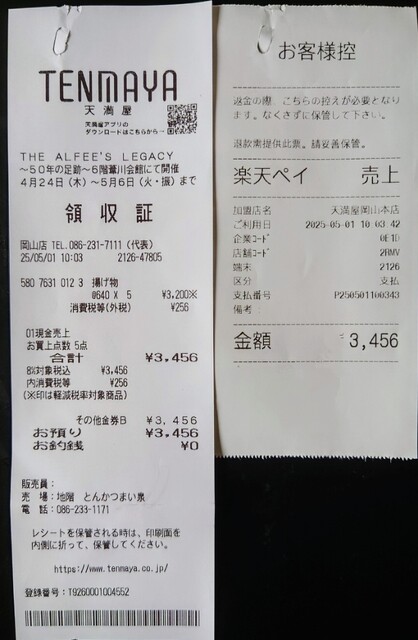 TENMAYA
天満屋
天満屋アプリの
ダウンロードはこちらから→
THE ALFEE'S LEGACY
～50年の足跡～6階葦川会館にて開催
4月24日(木)～5月6日(火・振)まで
領収証
岡山店 TEL.086-231-7111 (代表)
25/05/01 10:03 2126-47805
580 7631 012 3 揚げ物
@640 X 5 ¥3,200※
消費税等(外税) ¥256
01現金売上
お買上点数 5点
合計 ¥3,456
8%対象税込 ¥3,456
内消費税等 ¥256
(※印は軽減税率対象商品)
その他金券B ¥3,456
お預り ¥3,456
お釣銭 ¥0
販売員:
売 場:地階 とんかつまい泉
電 話:086-233-1171
レシートを保管される時は、印刷面を
内側に折って、保管してください。
https://www.tenmaya.co.jp/
登録番号:T9260001004552
お客様控
返金の際、こちらの控えが必要となり
ます。なくさずに保管して下さい。
退款需提供此票。請妥善保管。
楽天ペイ 売上
加盟店名 天満屋岡山本店
ご利用日 2025-05-01 10:03:42
企業コード 0E1D
店舗コード 2RMV
端末 2126
区分 支払
支払番号 P250501100343
備考
金額 3,456